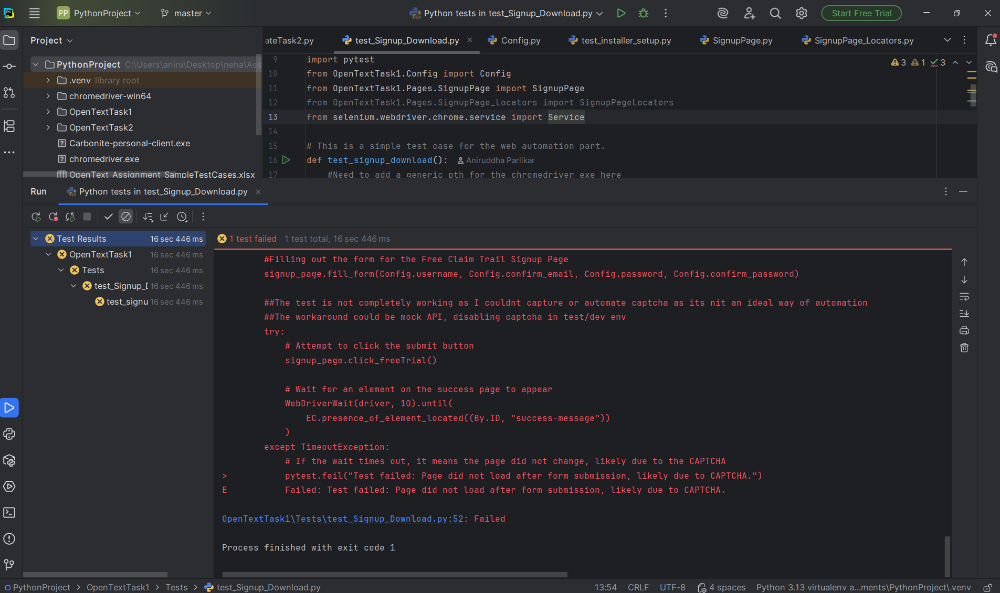 PC
PP PythonProject
master
Python tests in test_Signup_Download.py
Start Free Trial
Project
ateTask2.py
test_Signup_Download.py
Config.py
test_installer_setup.py
SignupPage.py
SignupPage_Locators.py
PythonProject C:\Users\aniru\Desktop\neha\Ass
.venv library root
chromedriver-win64
OpenTextTask1
OpenTextTask2
Carbonite-personal-client.exe
chromedriver.exe
OpenText Assignment SampleTestCases.xlsx
3 1 3
9 import pytest
10 from OpenTextTask1.Config import Config
11 from OpenTextTask1.Pages.SignupPage import SignupPage
12 from OpenTextTask1.Pages.SignupPage_Locators import SignupPageLocators
13 from selenium.webdriver.chrome.service import Service
14
15 # This is a simple test case for the web automation part.
16 def test_signup_download(): Aniruddha Parlikar
17 #Need to add a generic pth for the chromedriver exe here
Run
Python tests in test_Signup_Download.py
Test Results 16 sec 446 ms
OpenTextTask1 16 sec 446 ms
Tests 16 sec 446 ms
test_Signup_D 16 sec 446 ms
test_signu 16 sec 446 ms
1 test failed 1 test total, 16 sec 446 ms
#Filling out the form for the Free Claim Trail Signup Page
signup_page.fill_form(Config.username, Config.confirm_email, Config.password, Config.confirm_password)
##The test is not completely working as I couldnt capture or automate captcha as its nit an ideal way of automation
##The workaround could be mock API, disabling captcha in test/dev env
try:
# Attempt to click the submit button
signup_page.click_freeTrial()
# Wait for an element on the success page to appear
WebDriverWait(driver, 10).until(
EC.presence_of_element_located((By.ID, "success-message"))
)
except TimeoutException:
# If the wait times out, it means the page did not change, likely due to the CAPTCHA
> pytest.fail("Test failed: Page did not load after form submission, likely due to CAPTCHA.")
E Failed: Test failed: Page did not load after form submission, likely due to CAPTCHA.
OpenTextTask1\Tests\test_Signup_Download.py:52: Failed
Process finished with exit code 1
PythonProject > OpenTextTask1 > Tests > test_Signup_Download.py
13:54 CRLF UTF-8 4 spaces Python 3.13 virtualenv a...ments\PythonProject\.venv